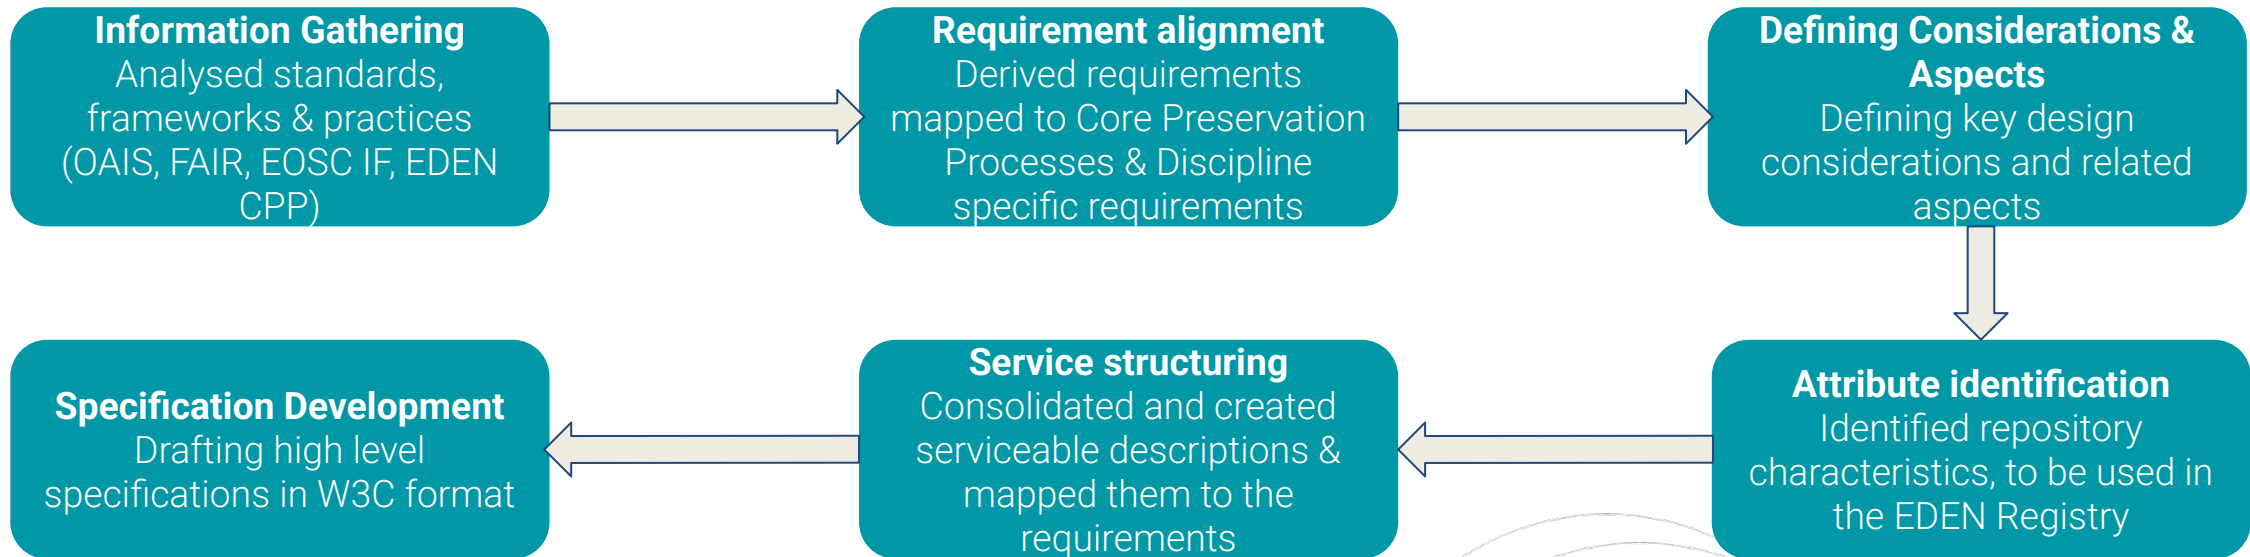 Information Gathering
Analysed standards,
frameworks & practices
(OAIS, FAIR, EOSC IF, EDEN
CPP)
Requirement alignment
Derived requirements
mapped to Core Preservation
Processes & Discipline
specific requirements
Defining Considerations &
Aspects
Defining key design
considerations and related
aspects
Attribute identification
Identified repository
characteristics, to be used in
the EDEN Registry
Service structuring
Consolidated and created
serviceable descriptions &
mapped them to the
requirements
Specification Development
Drafting high level
specifications in W3C format